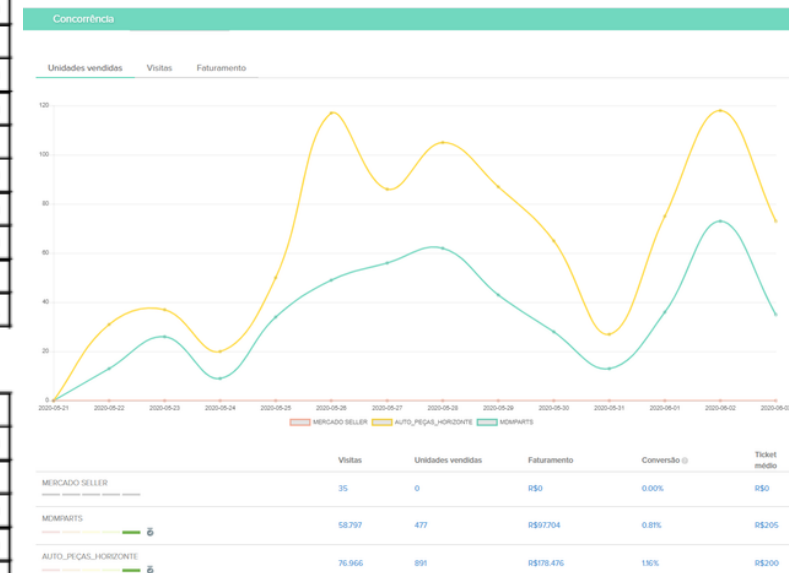 Concorrência
Unidades vendidas Visitas Faturamento
120
100
80
60
40
20
0
2020-05-21 2020-05-22 2020-05-23 2020-05-24 2020-05-25 2020-05-26 2020-05-27 2020-05-28 2020-05-29 2020-05-30 2020-05-31 2020-06-01 2020-06-02 2020-06-0
MERCADO SELLER AUTO_PEÇAS_HORIZONTE MDMPARTS
Visitas Unidades vendidas Faturamento Conversão Ticket médio
MERCADO SELLER
35 0 R$0 0.00% R$0
MDMPARTS
58.797 477 R$97.704 0.81% R$205
AUTO_PEÇAS_HORIZONTE
76.966 891 R$178.476 1.16% R$200